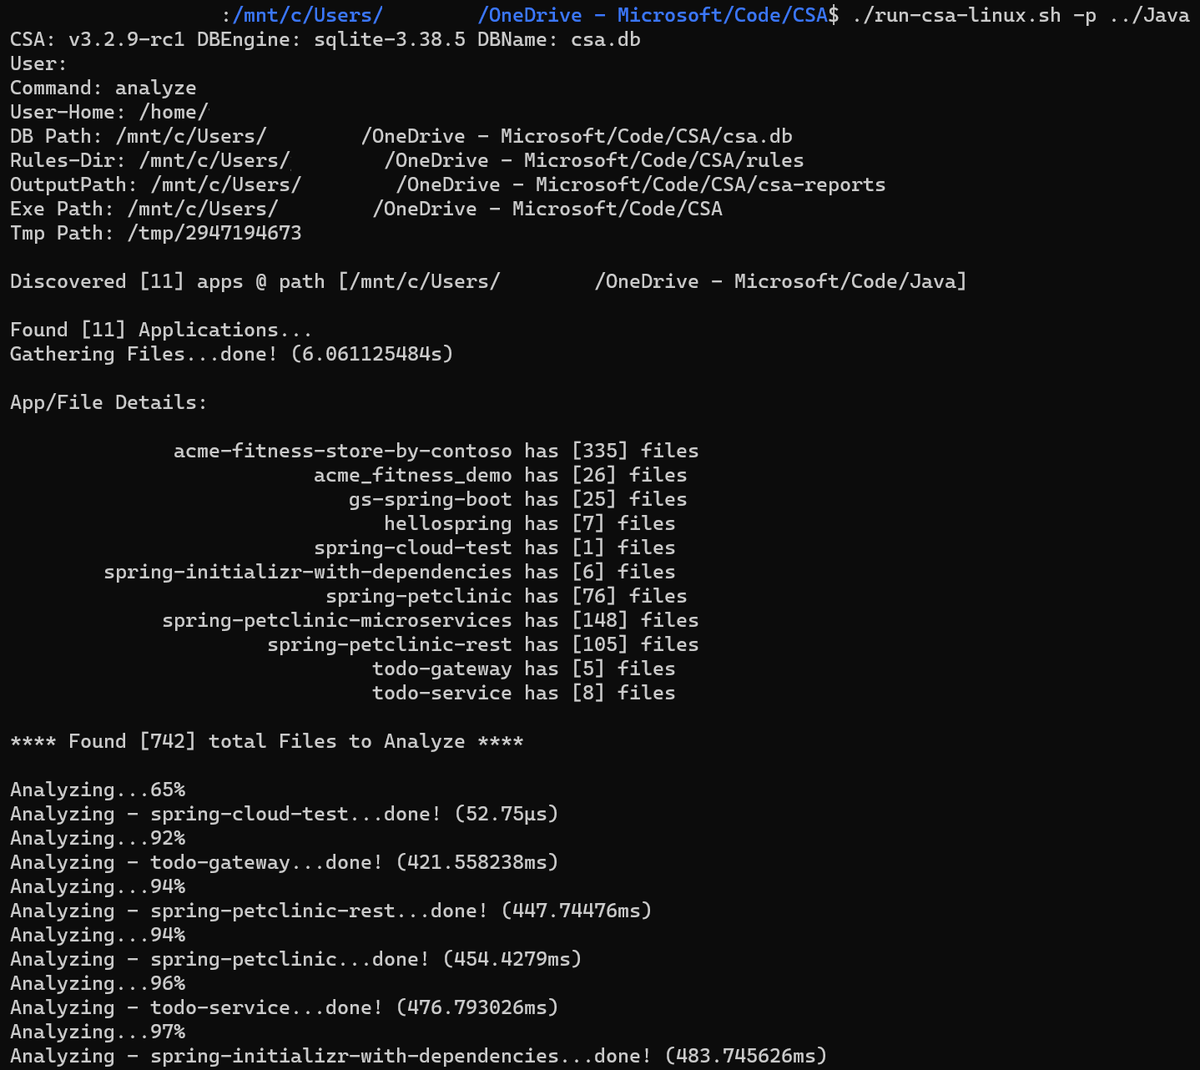 :/mnt/c/Users/ /OneDrive - Microsoft/Code/CSA$ ./run-csa-linux.sh -p ../Java
CSA: v3.2.9-rc1 DBEngine: sqlite-3.38.5 DBName: csa.db
User:
Command: analyze
User-Home: /home/
DB Path: /mnt/c/Users/ /OneDrive - Microsoft/Code/CSA/csa.db
Rules-Dir: /mnt/c/Users/ /OneDrive - Microsoft/Code/CSA/rules
OutputPath: /mnt/c/Users/ /OneDrive - Microsoft/Code/CSA/csa-reports
Exe Path: /mnt/c/Users/ /OneDrive - Microsoft/Code/CSA
Tmp Path: /tmp/2947194673
Discovered [11] apps @ path [/mnt/c/Users/ /OneDrive - Microsoft/Code/Java]
Found [11] Applications...
Gathering Files...done! (6.061125484s)
App/File Details:
acme-fitness-store-by-contoso has [335] files
acme_fitness_demo has [26] files
gs-spring-boot has [25] files
hellospring has [7] files
spring-cloud-test has [1] files
spring-initializr-with-dependencies has [6] files
spring-petclinic has [76] files
spring-petclinic-microservices has [148] files
spring-petclinic-rest has [105] files
todo-gateway has [5] files
todo-service has [8] files
**** Found [742] total Files to Analyze ****
Analyzing...65%
Analyzing - spring-cloud-test...done! (52.75µs)
Analyzing...92%
Analyzing - todo-gateway...done! (421.558238ms)
Analyzing...94%
Analyzing - spring-petclinic-rest...done! (447.74476ms)
Analyzing...94%
Analyzing - spring-petclinic...done! (454.4279ms)
Analyzing...96%
Analyzing - todo-service...done! (476.793026ms)
Analyzing...97%
Analyzing - spring-initializr-with-dependencies...done! (483.745626ms)